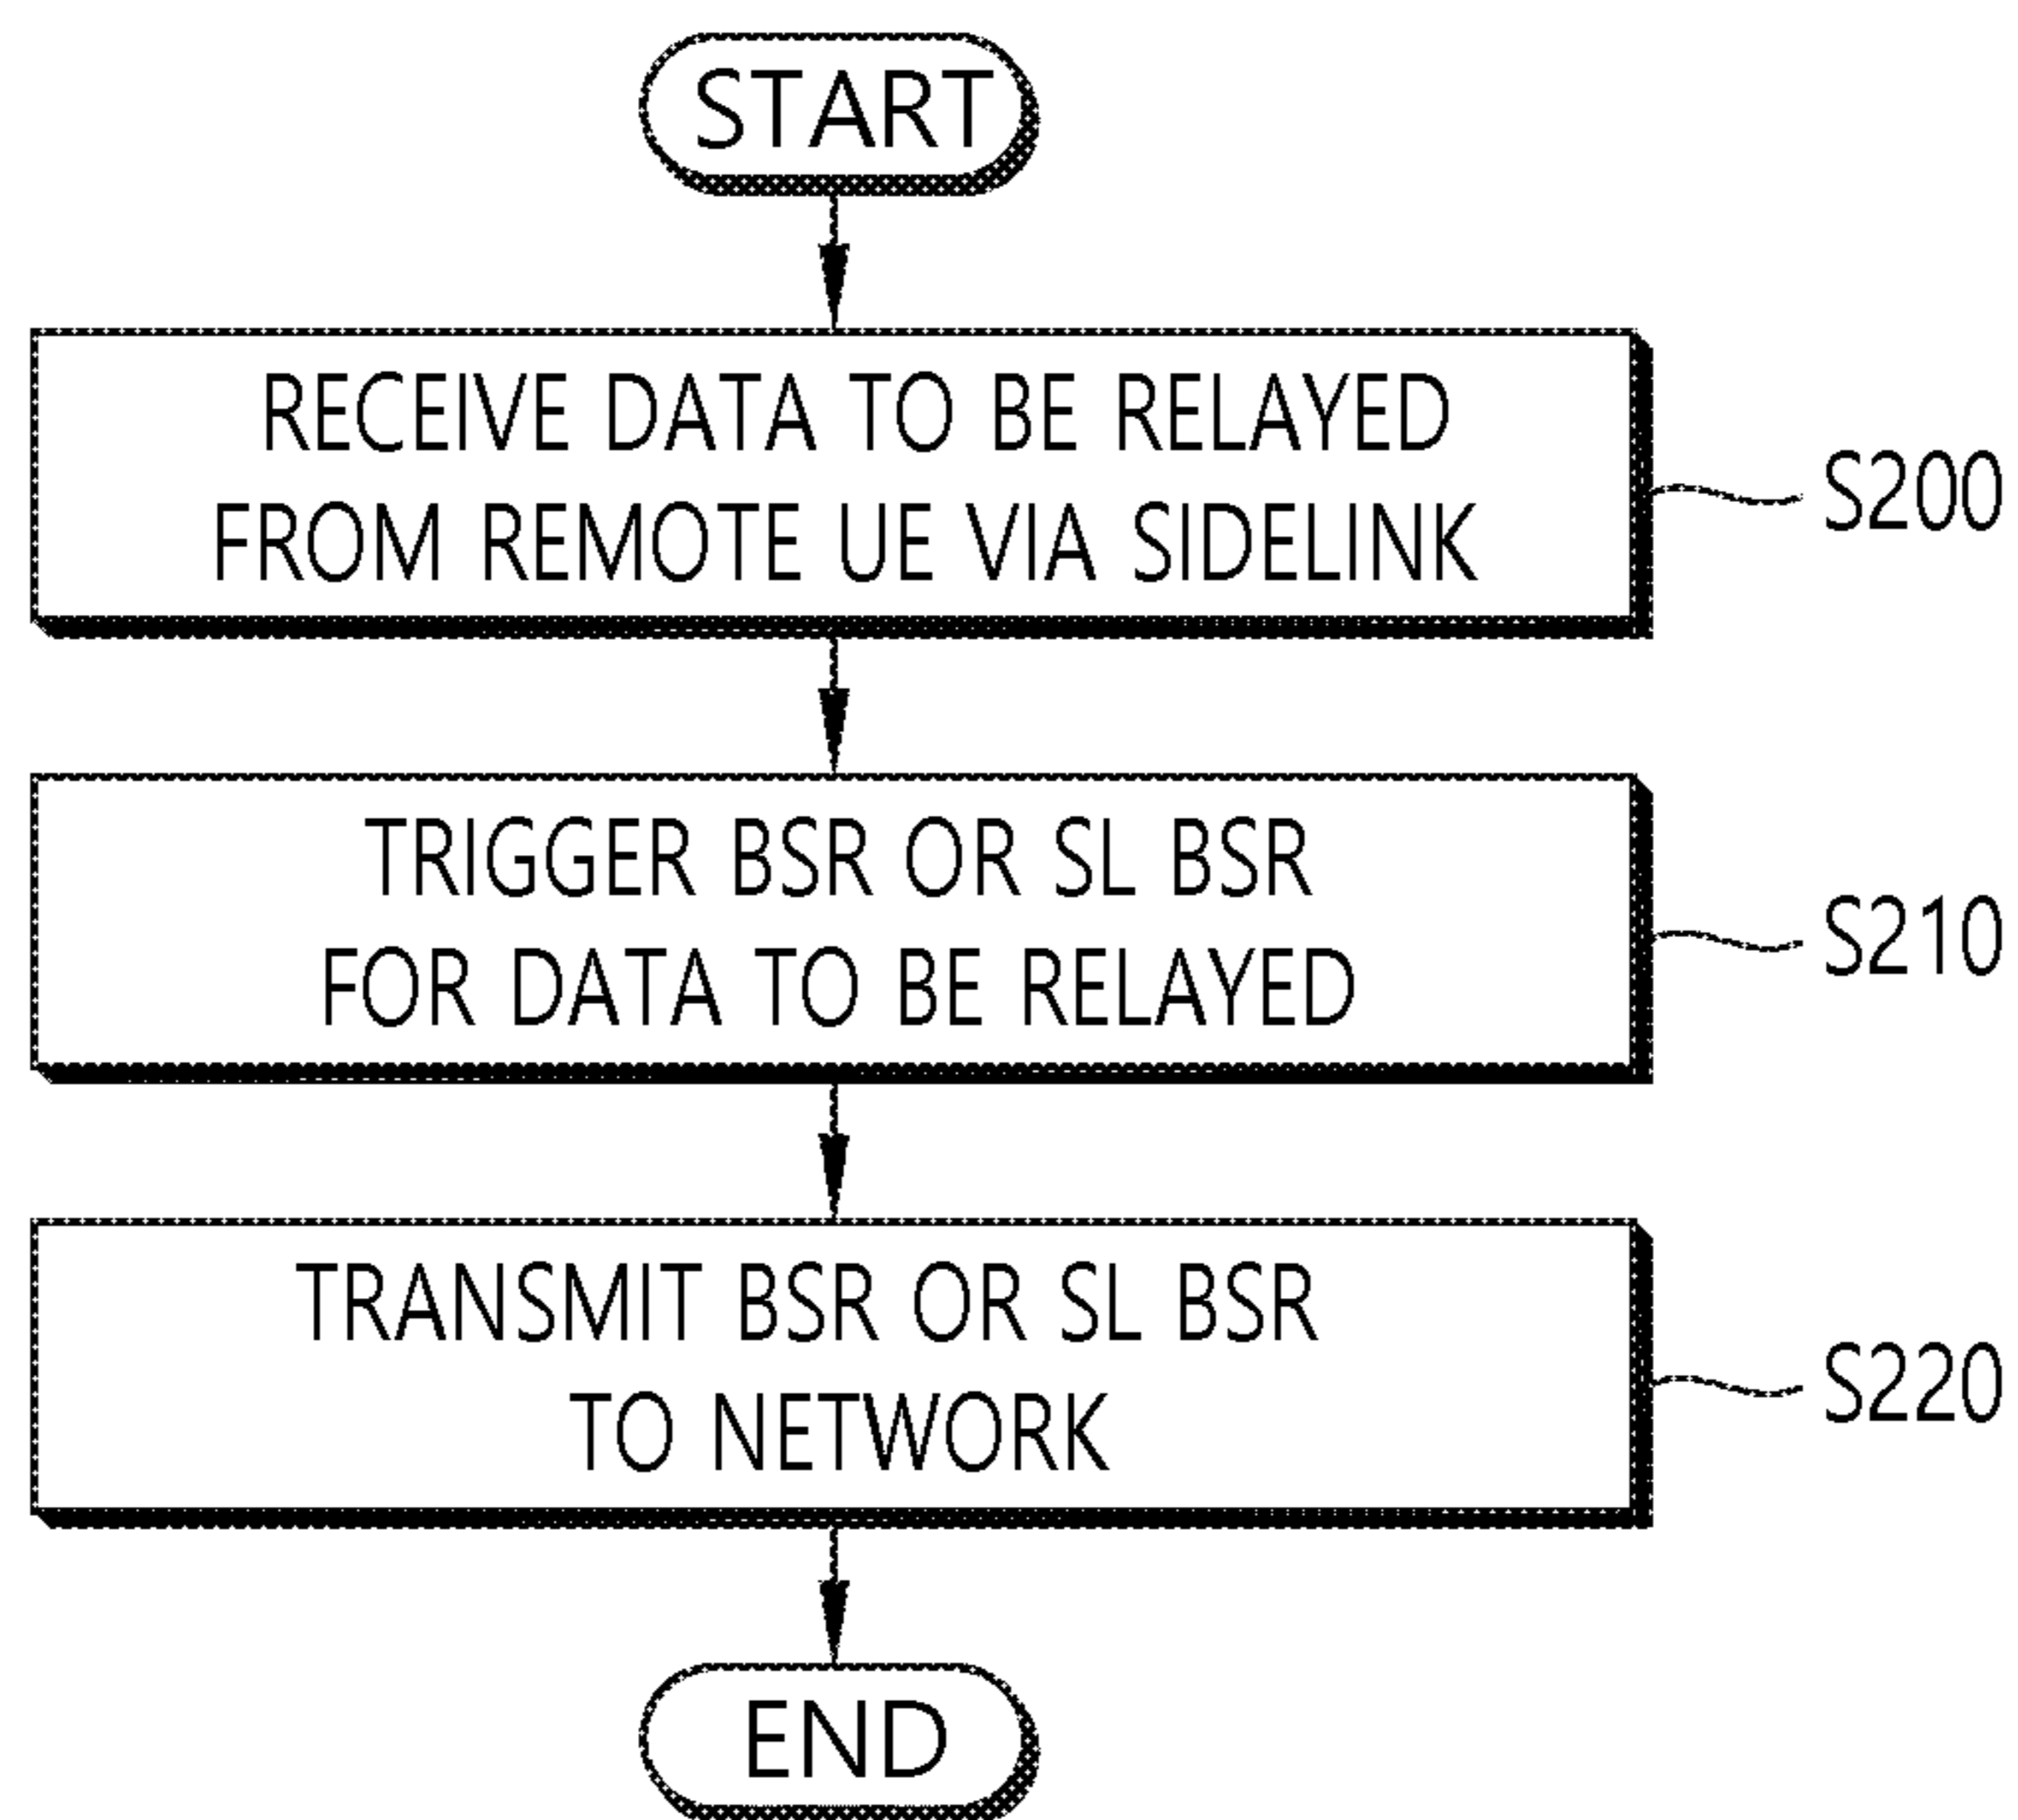 START
RECEIVE DATA TO BE RELAYED
FROM REMOTE UE VIA SIDELINK
S200
TRIGGER BSR OR SL BSR
FOR DATA TO BE RELAYED
S210
TRANSMIT BSR OR SL BSR
TO NETWORK
S220
END